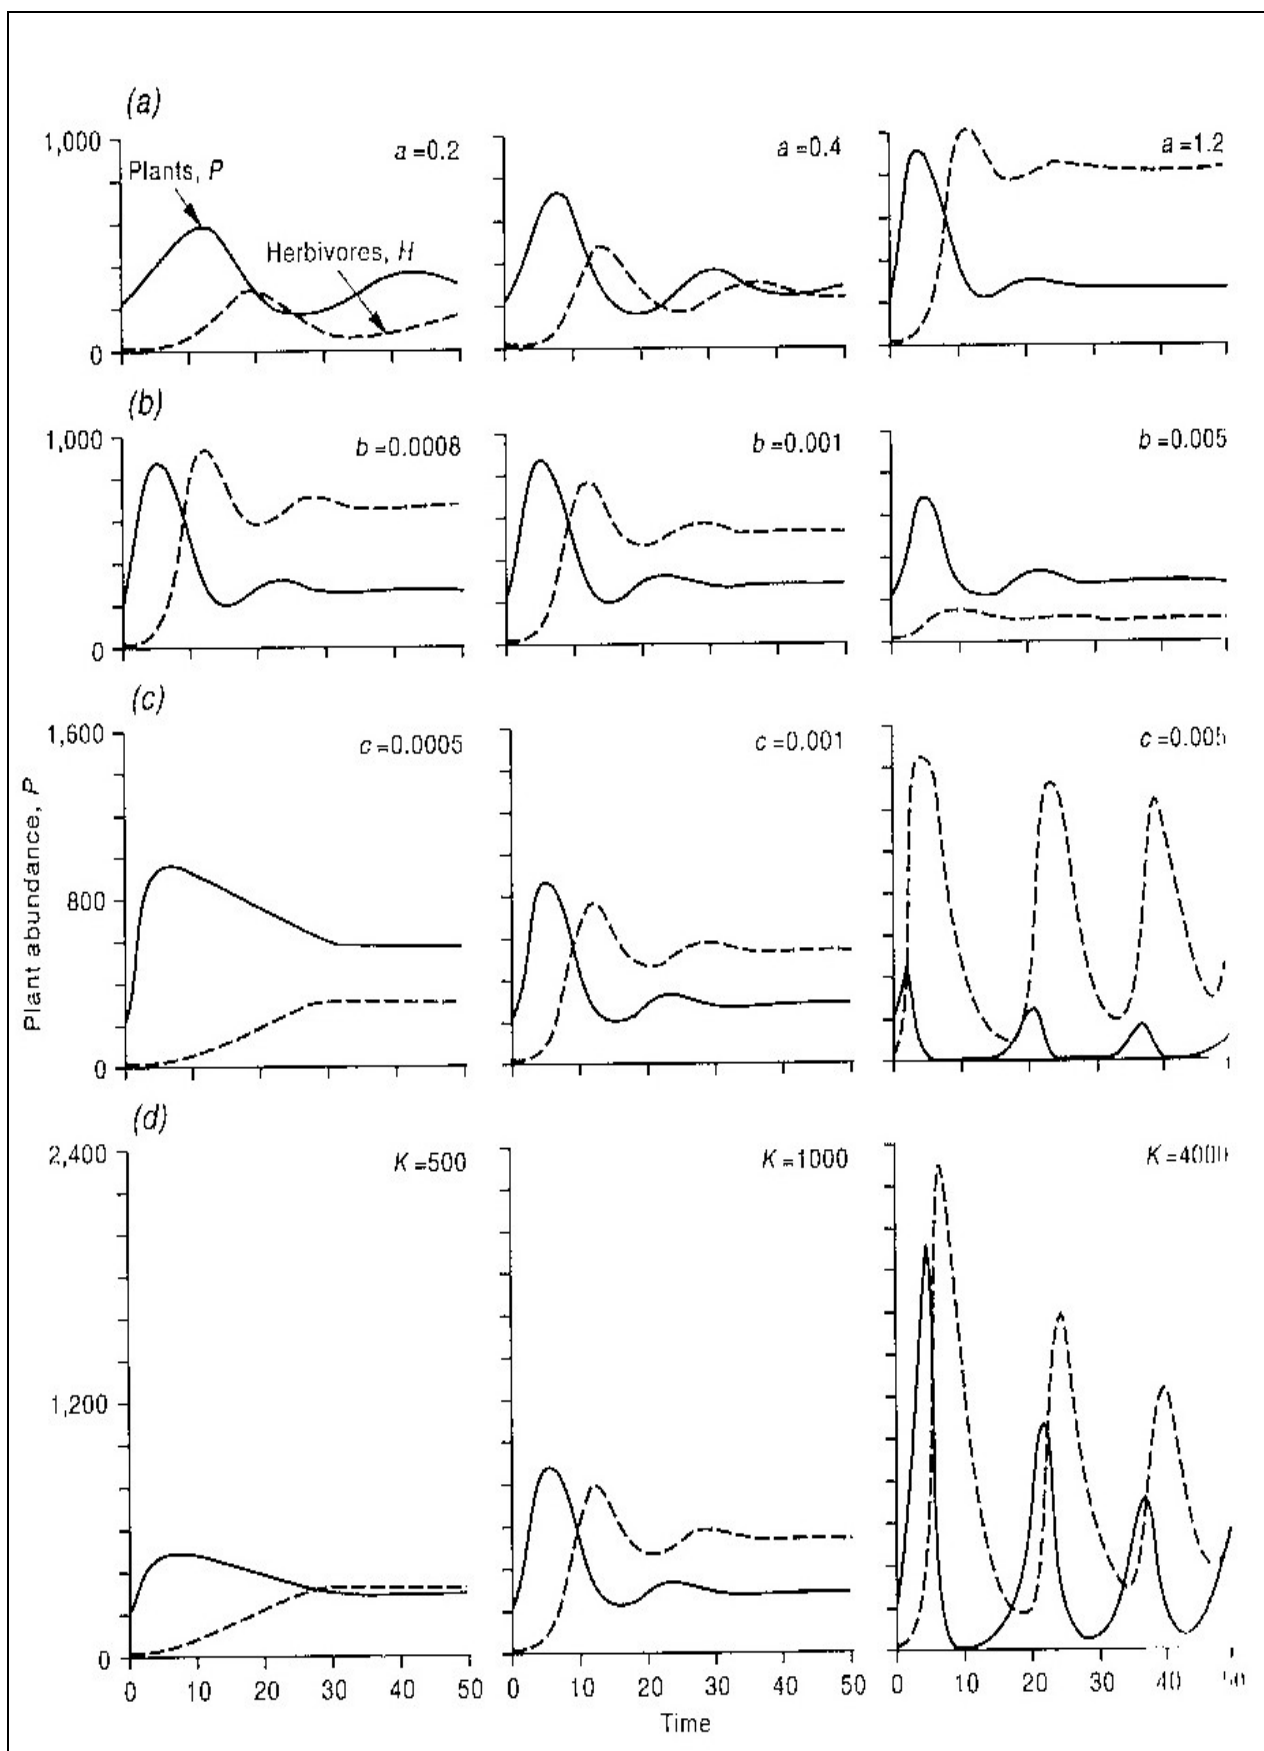 (a)
1,000
a=0.2
a=0.4
a=1.2
Plants, P
Herbivores, H
0
(b)
1,000
b=0.0008
b=0.001
b=0.005
0
(c)
1,600
c=0.0005
c=0.001
c=0.005
800
0
Plant abundance, P
(d)
2,400
K=500
K=1000
K=4000
1,200
0
0 10 20 30 40 50
0 10 20 30 40 50
0 10 20 30 40
Time